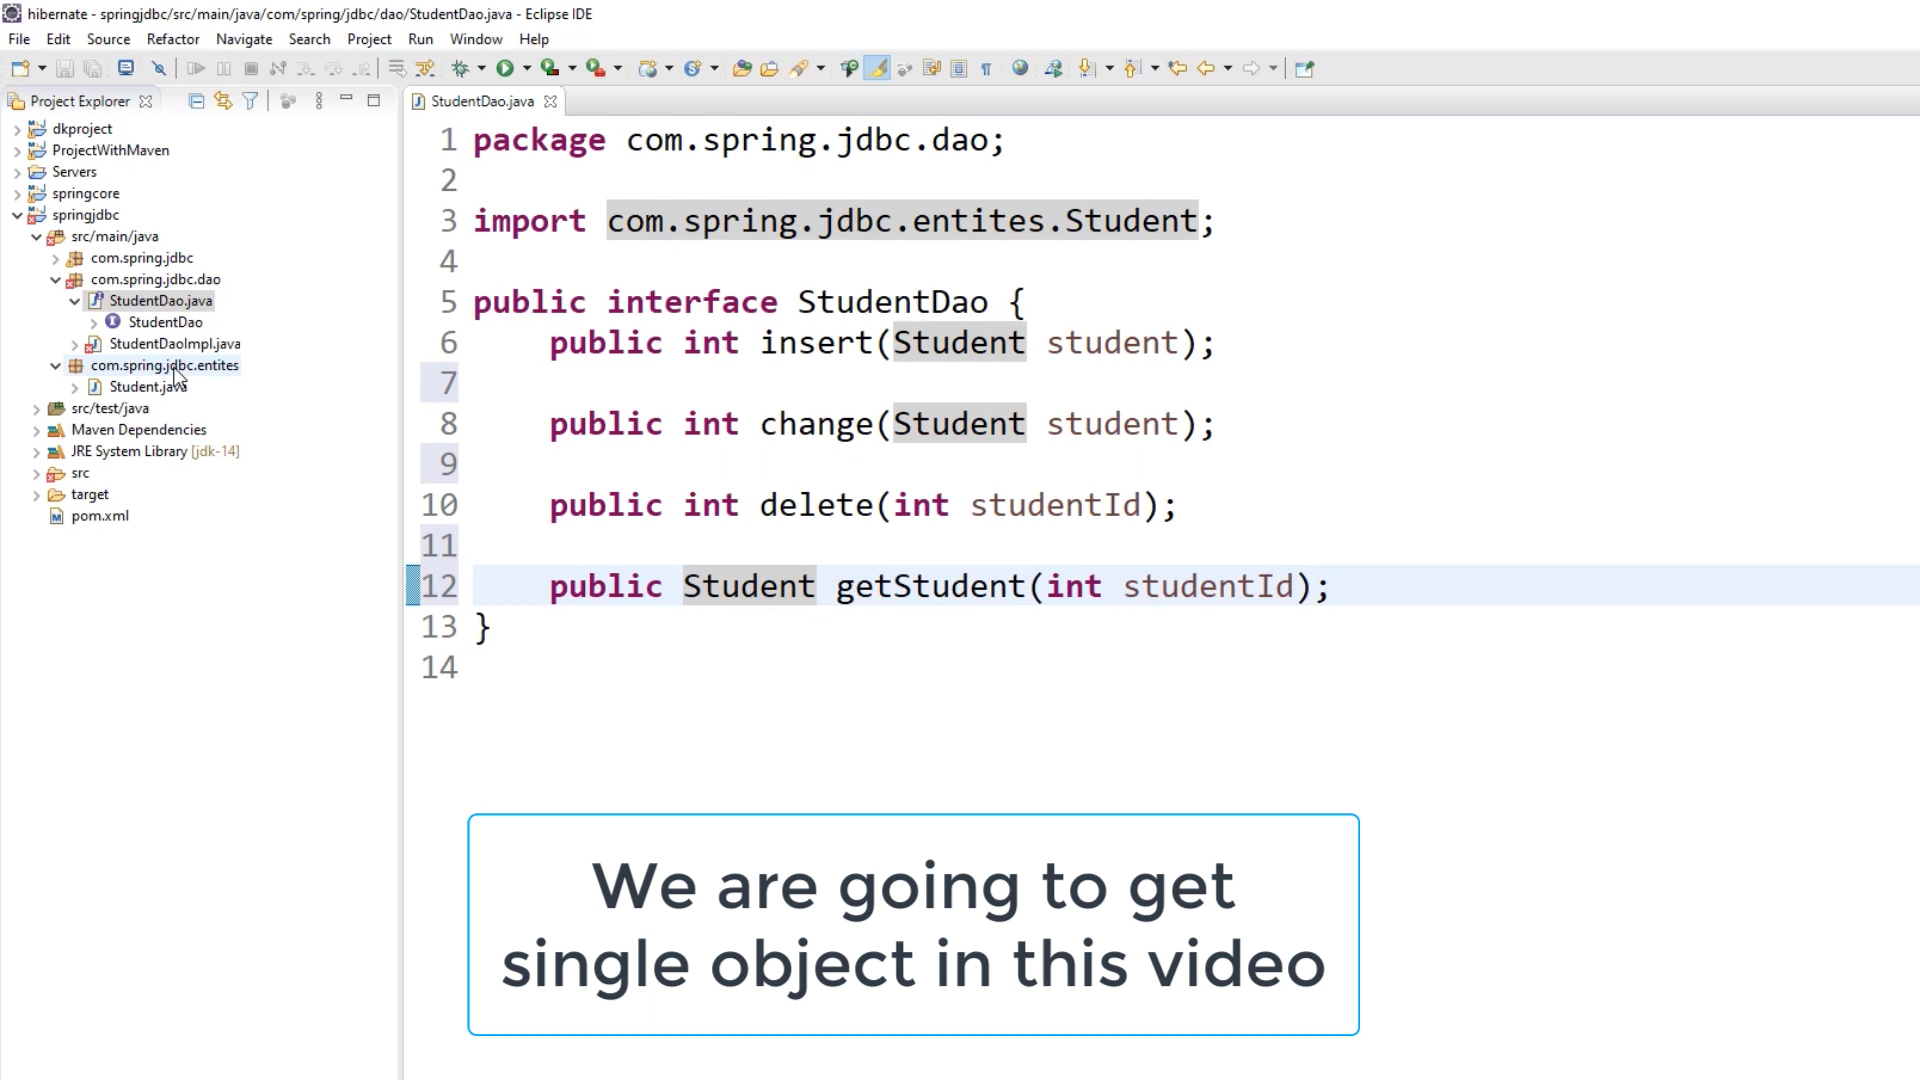 hibernate - springjdbc/src/main/java/com/spring/jdbc/dao/StudentDao.java - Eclipse IDE
File Edit Source Refactor Navigate Search Project Run Window Help
Project Explorer
dkproject
ProjectWithMaven
Servers
springcore
springjdbc
src/main/java
com.spring.jdbc
com.spring.jdbc.dao
StudentDao.java
StudentDao
StudentDaoImpl.java
com.spring.jdbc.entites
Student.java
src/test/java
Maven Dependencies
JRE System Library [jdk-14]
src
target
pom.xml
StudentDao.java
1 package com.spring.jdbc.dao;
2
3 import com.spring.jdbc.entites.Student;
4
5 public interface StudentDao {
6 public int insert(Student student);
7
8 public int change(Student student);
9
10 public int delete(int studentId);
11
12 public Student getStudent(int studentId);
13 }
14
We are going to get
single object in this video